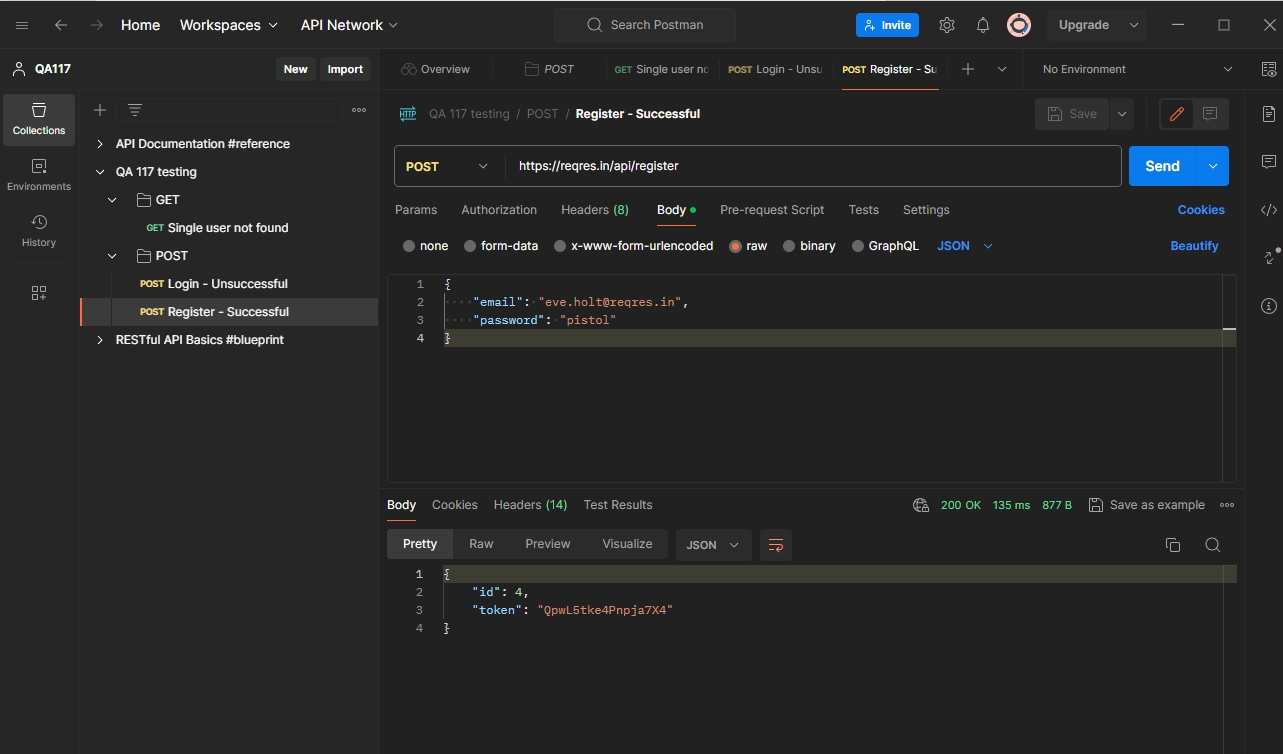 Home Workspaces API Network Search Postman Invite Upgrade
QA117 New Import Overview POST GET Single user no POST Login - Unsu POST Register - Su No Environment
Collections
Environments
History
API Documentation #reference
QA 117 testing
GET
GET Single user not found
POST
POST Login - Unsuccessful
POST Register - Successful
RESTful API Basics #blueprint
HTTP QA 117 testing / POST / Register - Successful Save
POST https://reqres.in/api/register Send
Params Authorization Headers (8) Body Pre-request Script Tests Settings Cookies
none form-data x-www-form-urlencoded raw binary GraphQL JSON Beautify
1 {
2 ····"email":·"eve.holt@reqres.in",
3 ····"password":·"pistol"
4 }
Body Cookies Headers (14) Test Results 200 OK 135 ms 877 B Save as example
Pretty Raw Preview Visualize JSON
1 {
2 "id": 4,
3 "token": "QpwL5tke4Pnpja7X4"
4 }